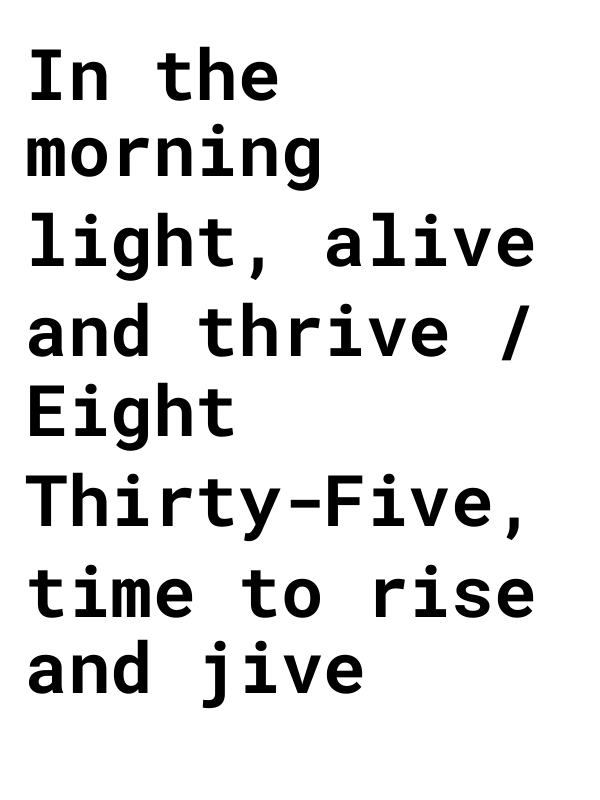 In the
morning
light, alive
and thrive /
Eight
Thirty-Five,
time to rise
and jive